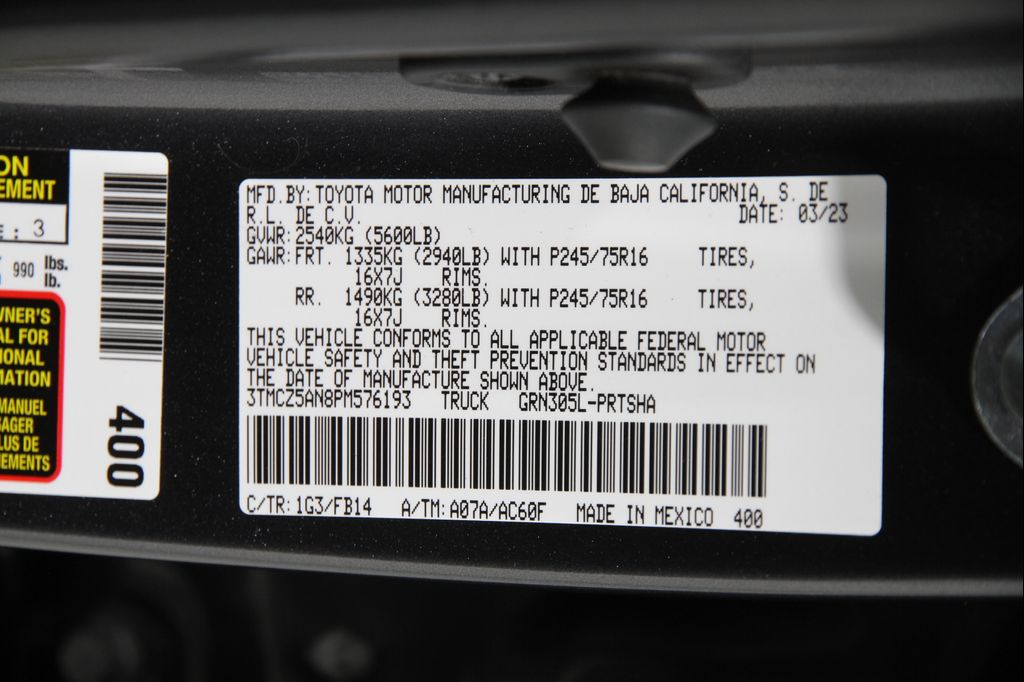 ON
EMENT
E : 3
990 lbs.
lb.
WNER'S
AL FOR
IONAL
MATION
MANUEL
SAGER
LUS DE
NEMENTS
400
MFD.BY:TOYOTA MOTOR MANUFACTURING DE BAJA CALIFORNIA, S. DE
R.L. DE C.V. DATE: 03/23
GVWR:2540KG (5600LB)
GAWR:FRT. 1335KG (2940LB) WITH P245/75R16 TIRES,
16X7J RIMS.
RR. 1490KG (3280LB) WITH P245/75R16 TIRES,
16X7J RIMS.
THIS VEHICLE CONFORMS TO ALL APPLICABLE FEDERAL MOTOR
VEHICLE SAFETY AND THEFT PREVENTION STANDARDS IN EFFECT ON
THE DATE OF MANUFACTURE SHOWN ABOVE.
3TMCZ5AN8PM576193 TRUCK GRN305L-PRTSHA
C/TR:1G3/FB14 A/TM:A07A/AC60F MADE IN MEXICO 400